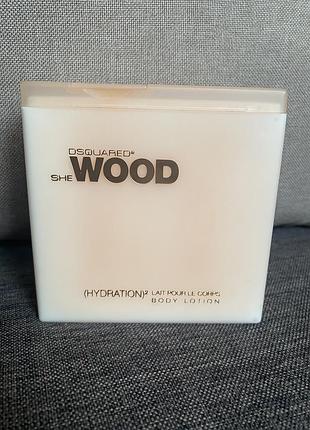 DSQUARED²
SHE WOOD
(HYDRATION)² LAIT POUR LE CORPS
BODY LOTION